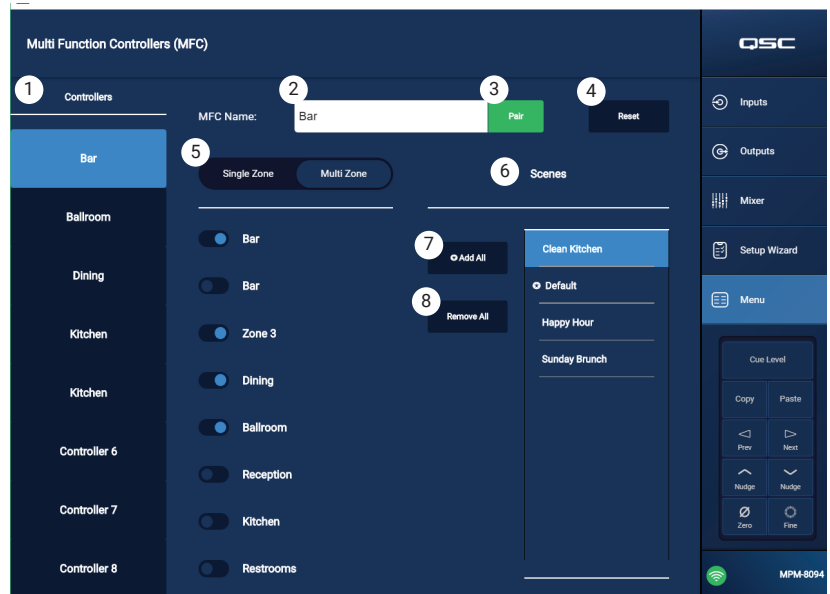 Multi Function Controllers (MFC)
QSC
1
Controllers
2
3
4
MFC Name:
Bar
Pair
Reset
Bar
Ballroom
Dining
Kitchen
Kitchen
Controller 6
Controller 7
Controller 8
5
Single Zone
Multi Zone
Bar
Bar
Zone 3
Dining
Ballroom
Reception
Kitchen
Restrooms
6
Scenes
7
Add All
8
Remove All
Clean Kitchen
Default
Happy Hour
Sunday Brunch
Inputs
Outputs
Mixer
Setup Wizard
Menu
Cue Level
Copy
Paste
Prev
Next
Nudge
Nudge
Zero
Fine
MPM-8094